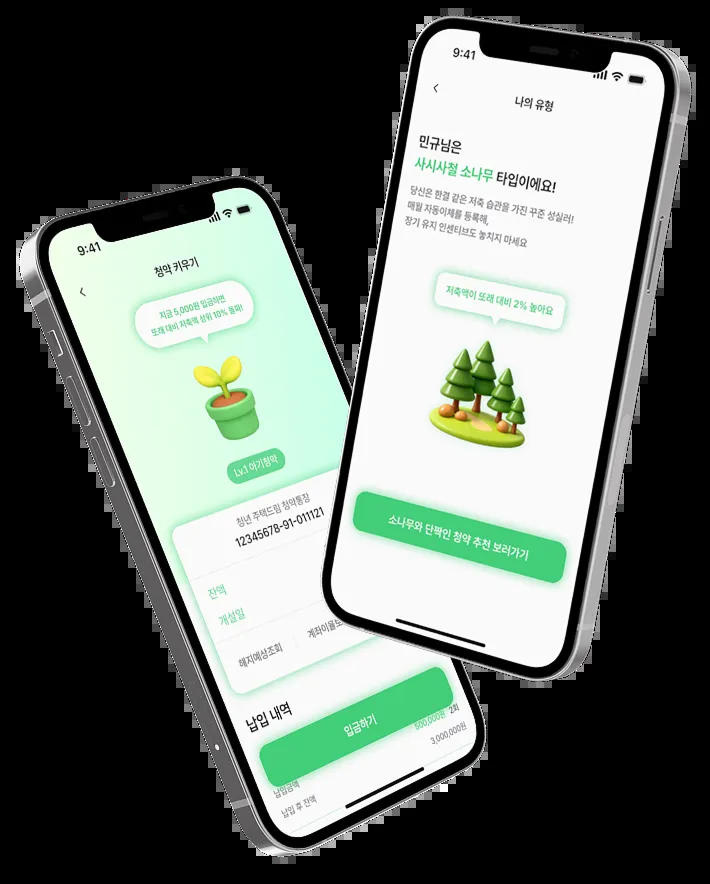 9:41
청약 키우기
지금 5,000원 입금하면
또래 대비 저축액 상위 10% 돌파!
Lv.1 아기청약
청년 주택드림 청약통장
12345678-91-011121
잔액
개설일
해지예상조회
계좌이율
납입 내역
입금하기
500,000원 2회
납입금액
3,000,000원
납입 후 잔액
9:41
나의 유형
민규님은
사시사철 소나무 타입이에요!
당신은 한결 같은 저축 습관을 가진 꾸준 성실러!
매월 자동이체를 등록해,
장기 유지 인센티브도 놓치지 마세요
저축액이 또래 대비 2% 높아요
소나무와 단짝인 청약 추천 보러가기